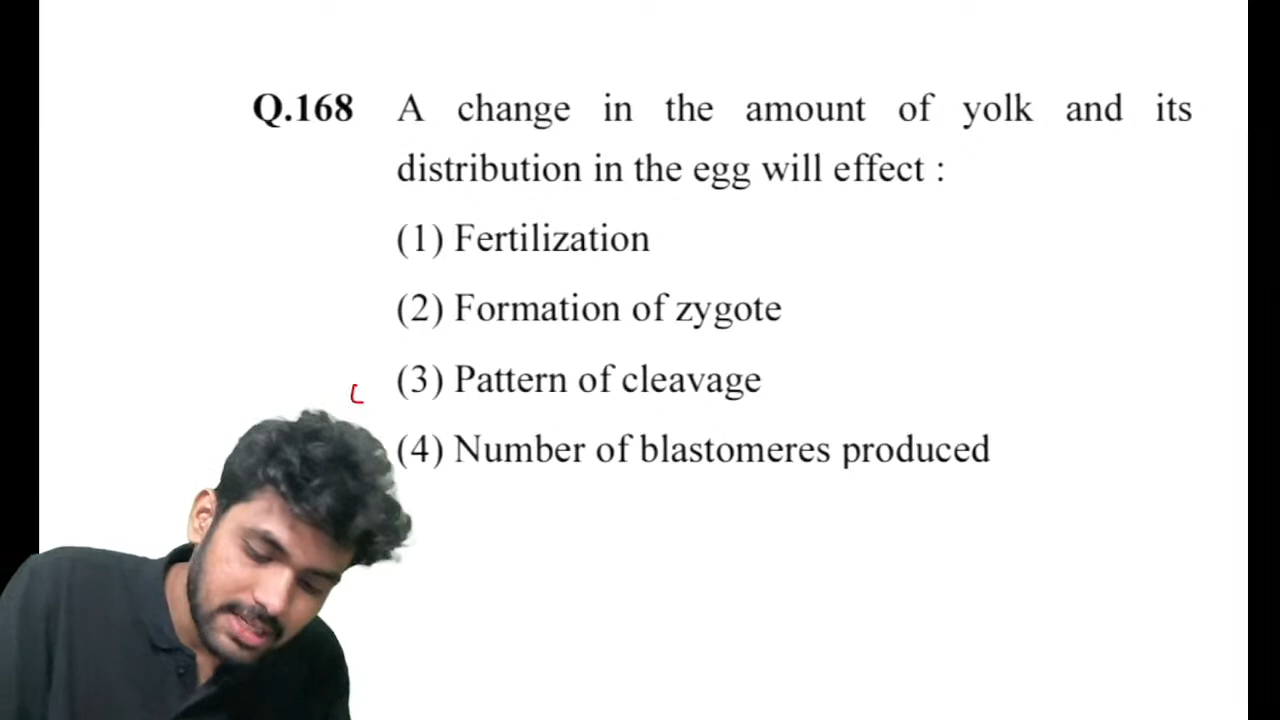 Q.168 A change in the amount of yolk and its
distribution in the egg will effect :
(1) Fertilization
(2) Formation of zygote
(3) Pattern of cleavage
(4) Number of blastomeres produced